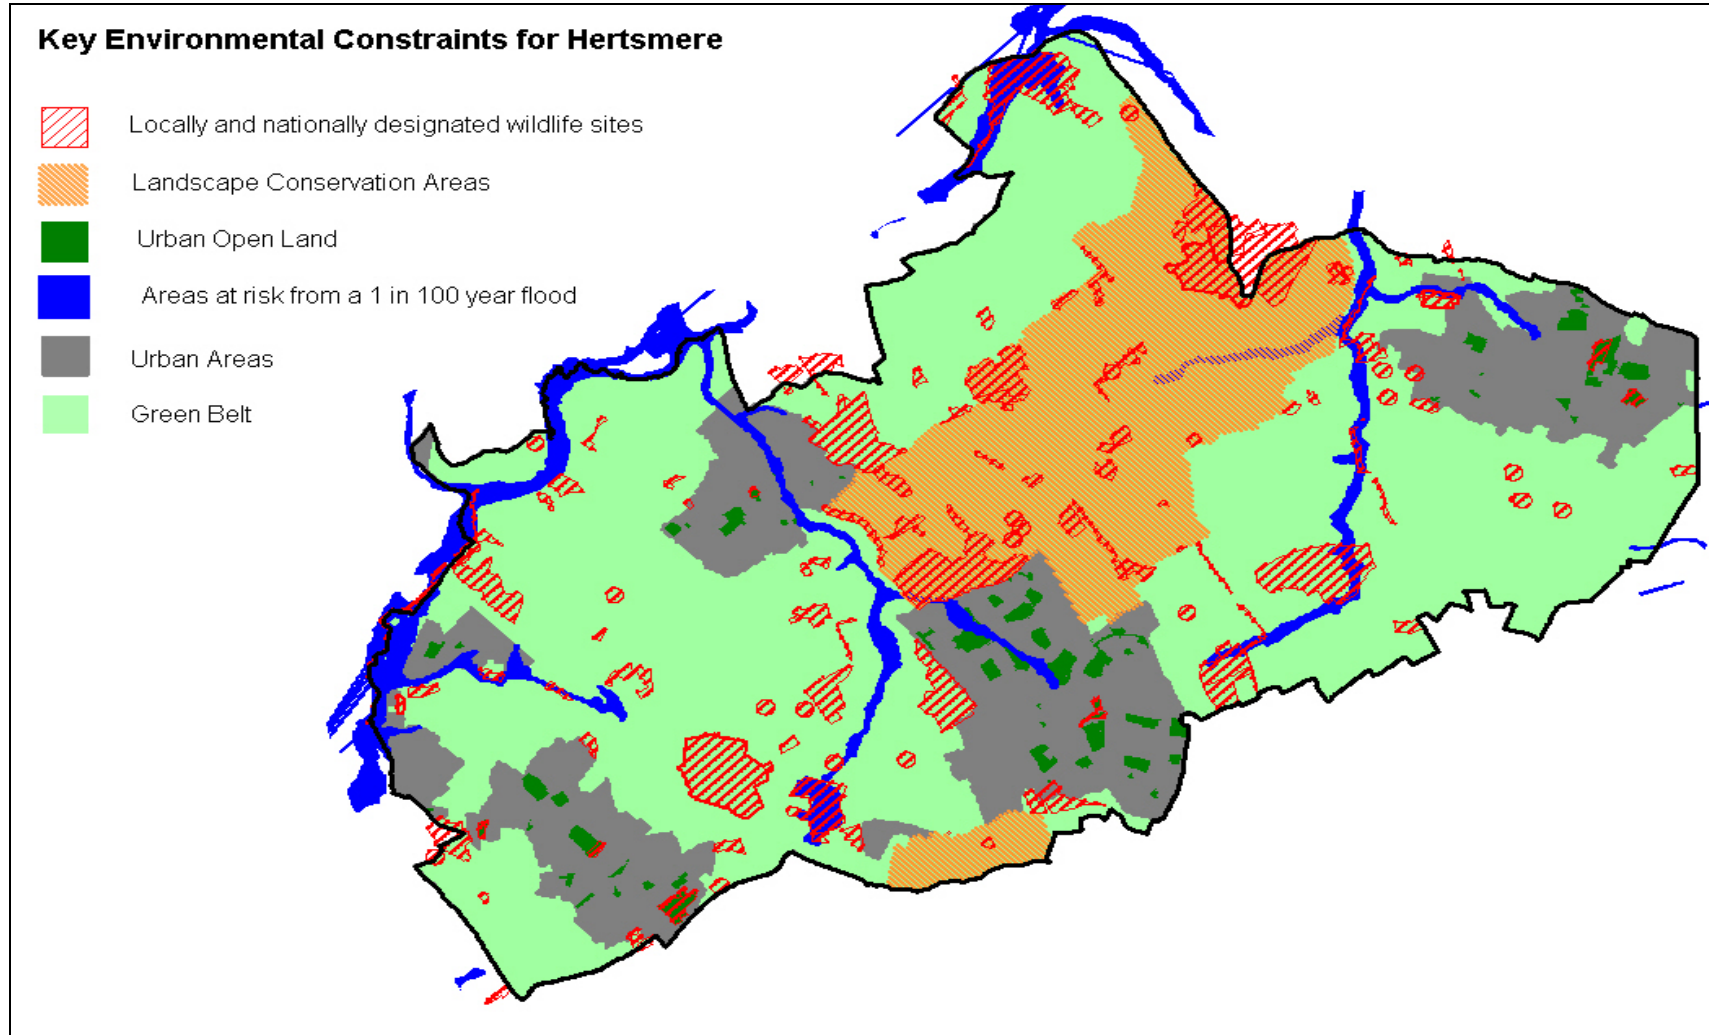 Key Environmental Constraints for Hertsmere
Locally and nationally designated wildlife sites
Landscape Conservation Areas
Urban Open Land
Areas at risk from a 1 in 100 year flood
Urban Areas
Green Belt